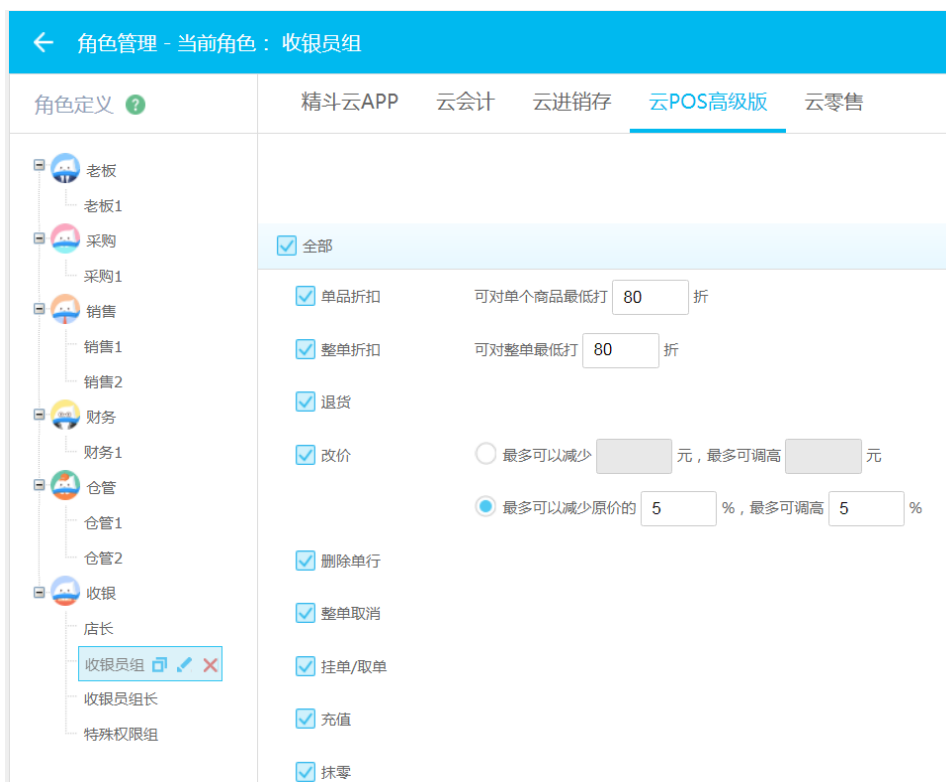 角色管理 - 当前角色： 收银员组
角色定义 ?
精斗云APP 云会计 云进销存 云POS高级版 云零售
老板
老板1
采购
采购1
销售
销售1
销售2
财务
财务1
仓管
仓管1
仓管2
收银
店长
收银员组
收银员组长
特殊权限组
全部
单品折扣 可对单个商品最低打 80 折
整单折扣 可对整单最低打 80 折
退货
改价 最多可以减少 元，最多可调高 元
最多可以减少原价的 5 %，最多可调高 5 %
删除单行
整单取消
挂单/取单
充值
抹零